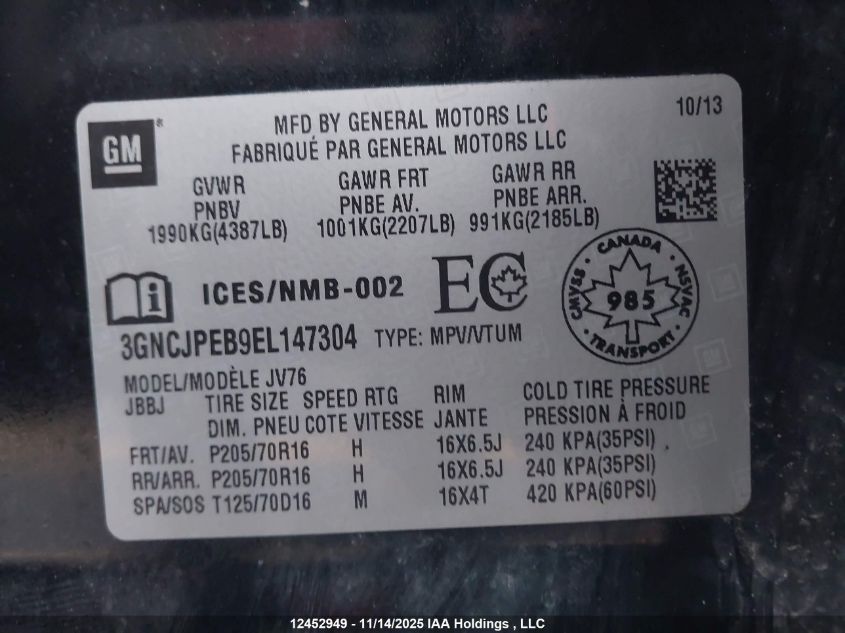 GM
MFD BY GENERAL MOTORS LLC
10/13
FABRIQUÉ PAR GENERAL MOTORS LLC
GVWR GAWR FRT GAWR RR
PNBV PNBE AV. PNBE ARR.
1990KG(4387LB) 1001KG(2207LB) 991KG(2185LB)
i ICES/NMB-002 EC
CANADA
CMVSS 985 NSVAC
TRANSPORT
3GNCJPEB9EL147304 TYPE: MPV/VTUM
MODEL/MODÈLE JV76
JBBJ TIRE SIZE SPEED RTG RIM COLD TIRE PRESSURE
DIM. PNEU COTE VITESSE JANTE PRESSION À FROID
FRT/AV. P205/70R16 H 16X6.5J 240 KPA(35PSI)
RR/ARR. P205/70R16 H 16X6.5J 240 KPA(35PSI)
SPA/SOS T125/70D16 M 16X4T 420 KPA(60PSI)
12452949 - 11/14/2025 IAA Holdings , LLC